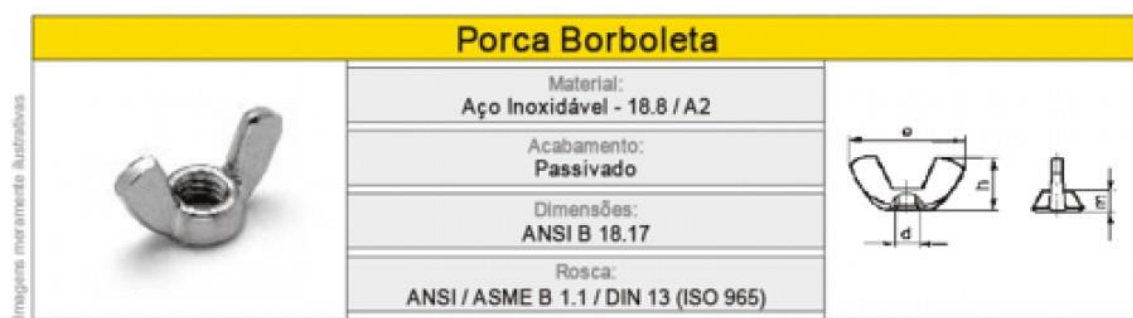 Porca Borboleta
Imagens meramente ilustrativas
Material:
Aço Inoxidável - 18.8 / A2
Acabamento:
Passivado
Dimensões:
ANSI B 18.17
Rosca:
ANSI / ASME B 1.1 / DIN 13 (ISO 965)
e
h
m
d